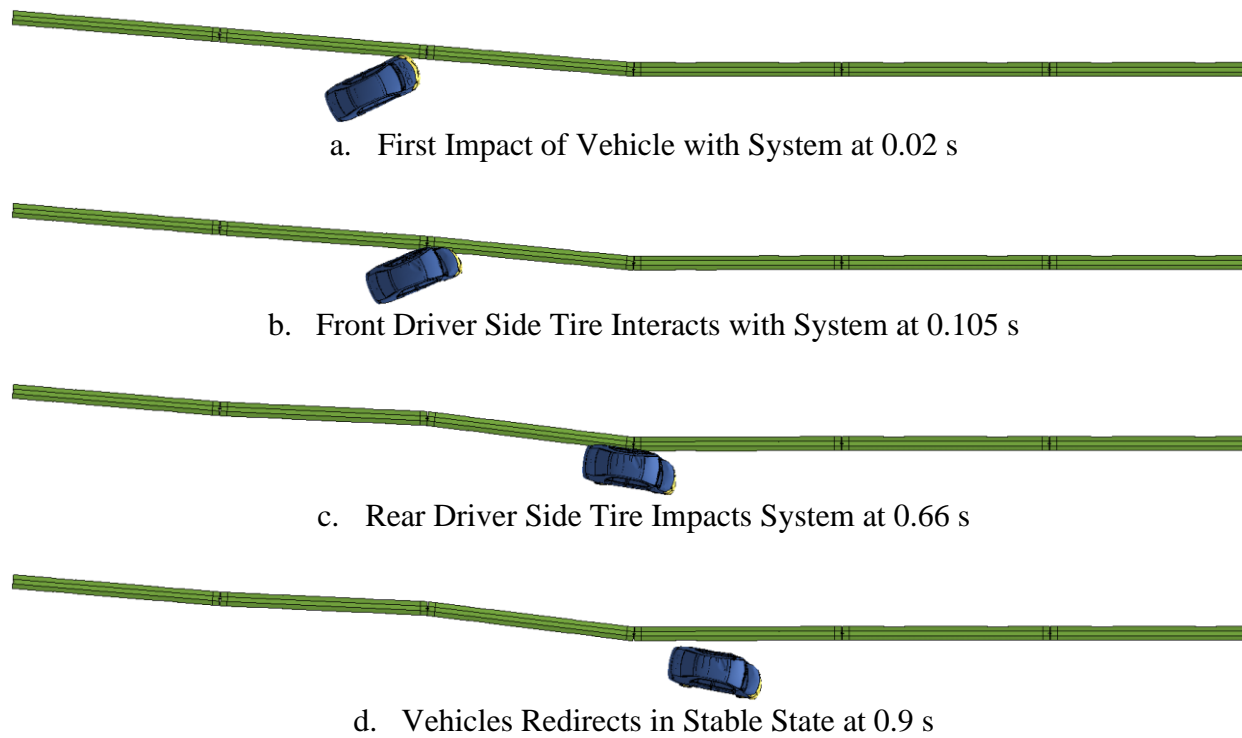 a. First Impact of Vehicle with System at 0.02 s
b. Front Driver Side Tire Interacts with System at 0.105 s
c. Rear Driver Side Tire Impacts System at 0.66 s
d. Vehicles Redirects in Stable State at 0.9 s